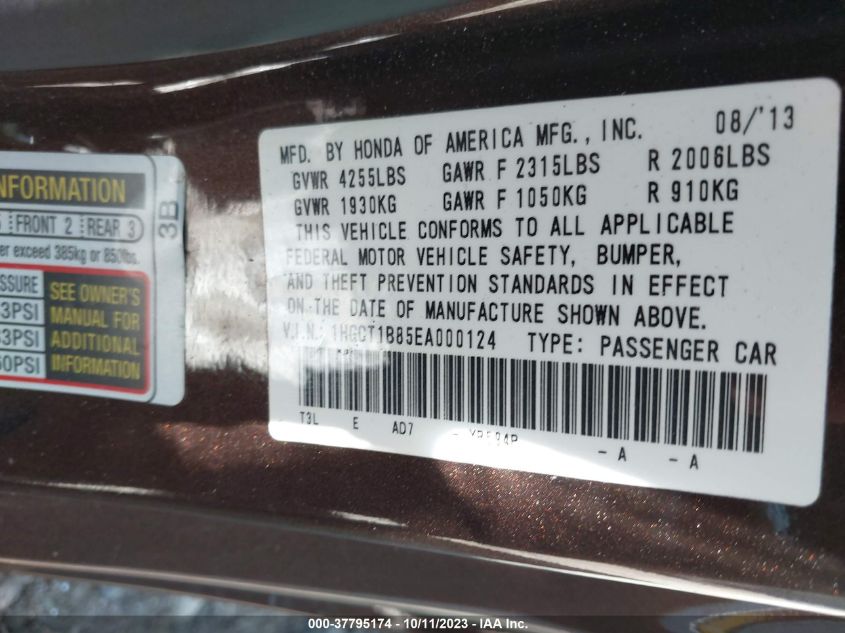 INFORMATION
FRONT 2 REAR 3
er exceed 385kg or 850lbs.
SSURE
3PSI
33PSI
60PSI
SEE OWNER'S
MANUAL FOR
ADDITIONAL
INFORMATION
3B
MFD. BY HONDA OF AMERICA MFG., INC. 08/'13
GVWR 4255LBS GAWR F 2315LBS R 2006LBS
GVWR 1930KG GAWR F 1050KG R 910KG
THIS VEHICLE CONFORMS TO ALL APPLICABLE
FEDERAL MOTOR VEHICLE SAFETY, BUMPER,
AND THEFT PREVENTION STANDARDS IN EFFECT
ON THE DATE OF MANUFACTURE SHOWN ABOVE.
V.I.N.: 1HGCT1B85EA000124 TYPE: PASSENGER CAR
T3L E AD7 - - A - A
000-37795174 - 10/11/2023 - IAA Inc.